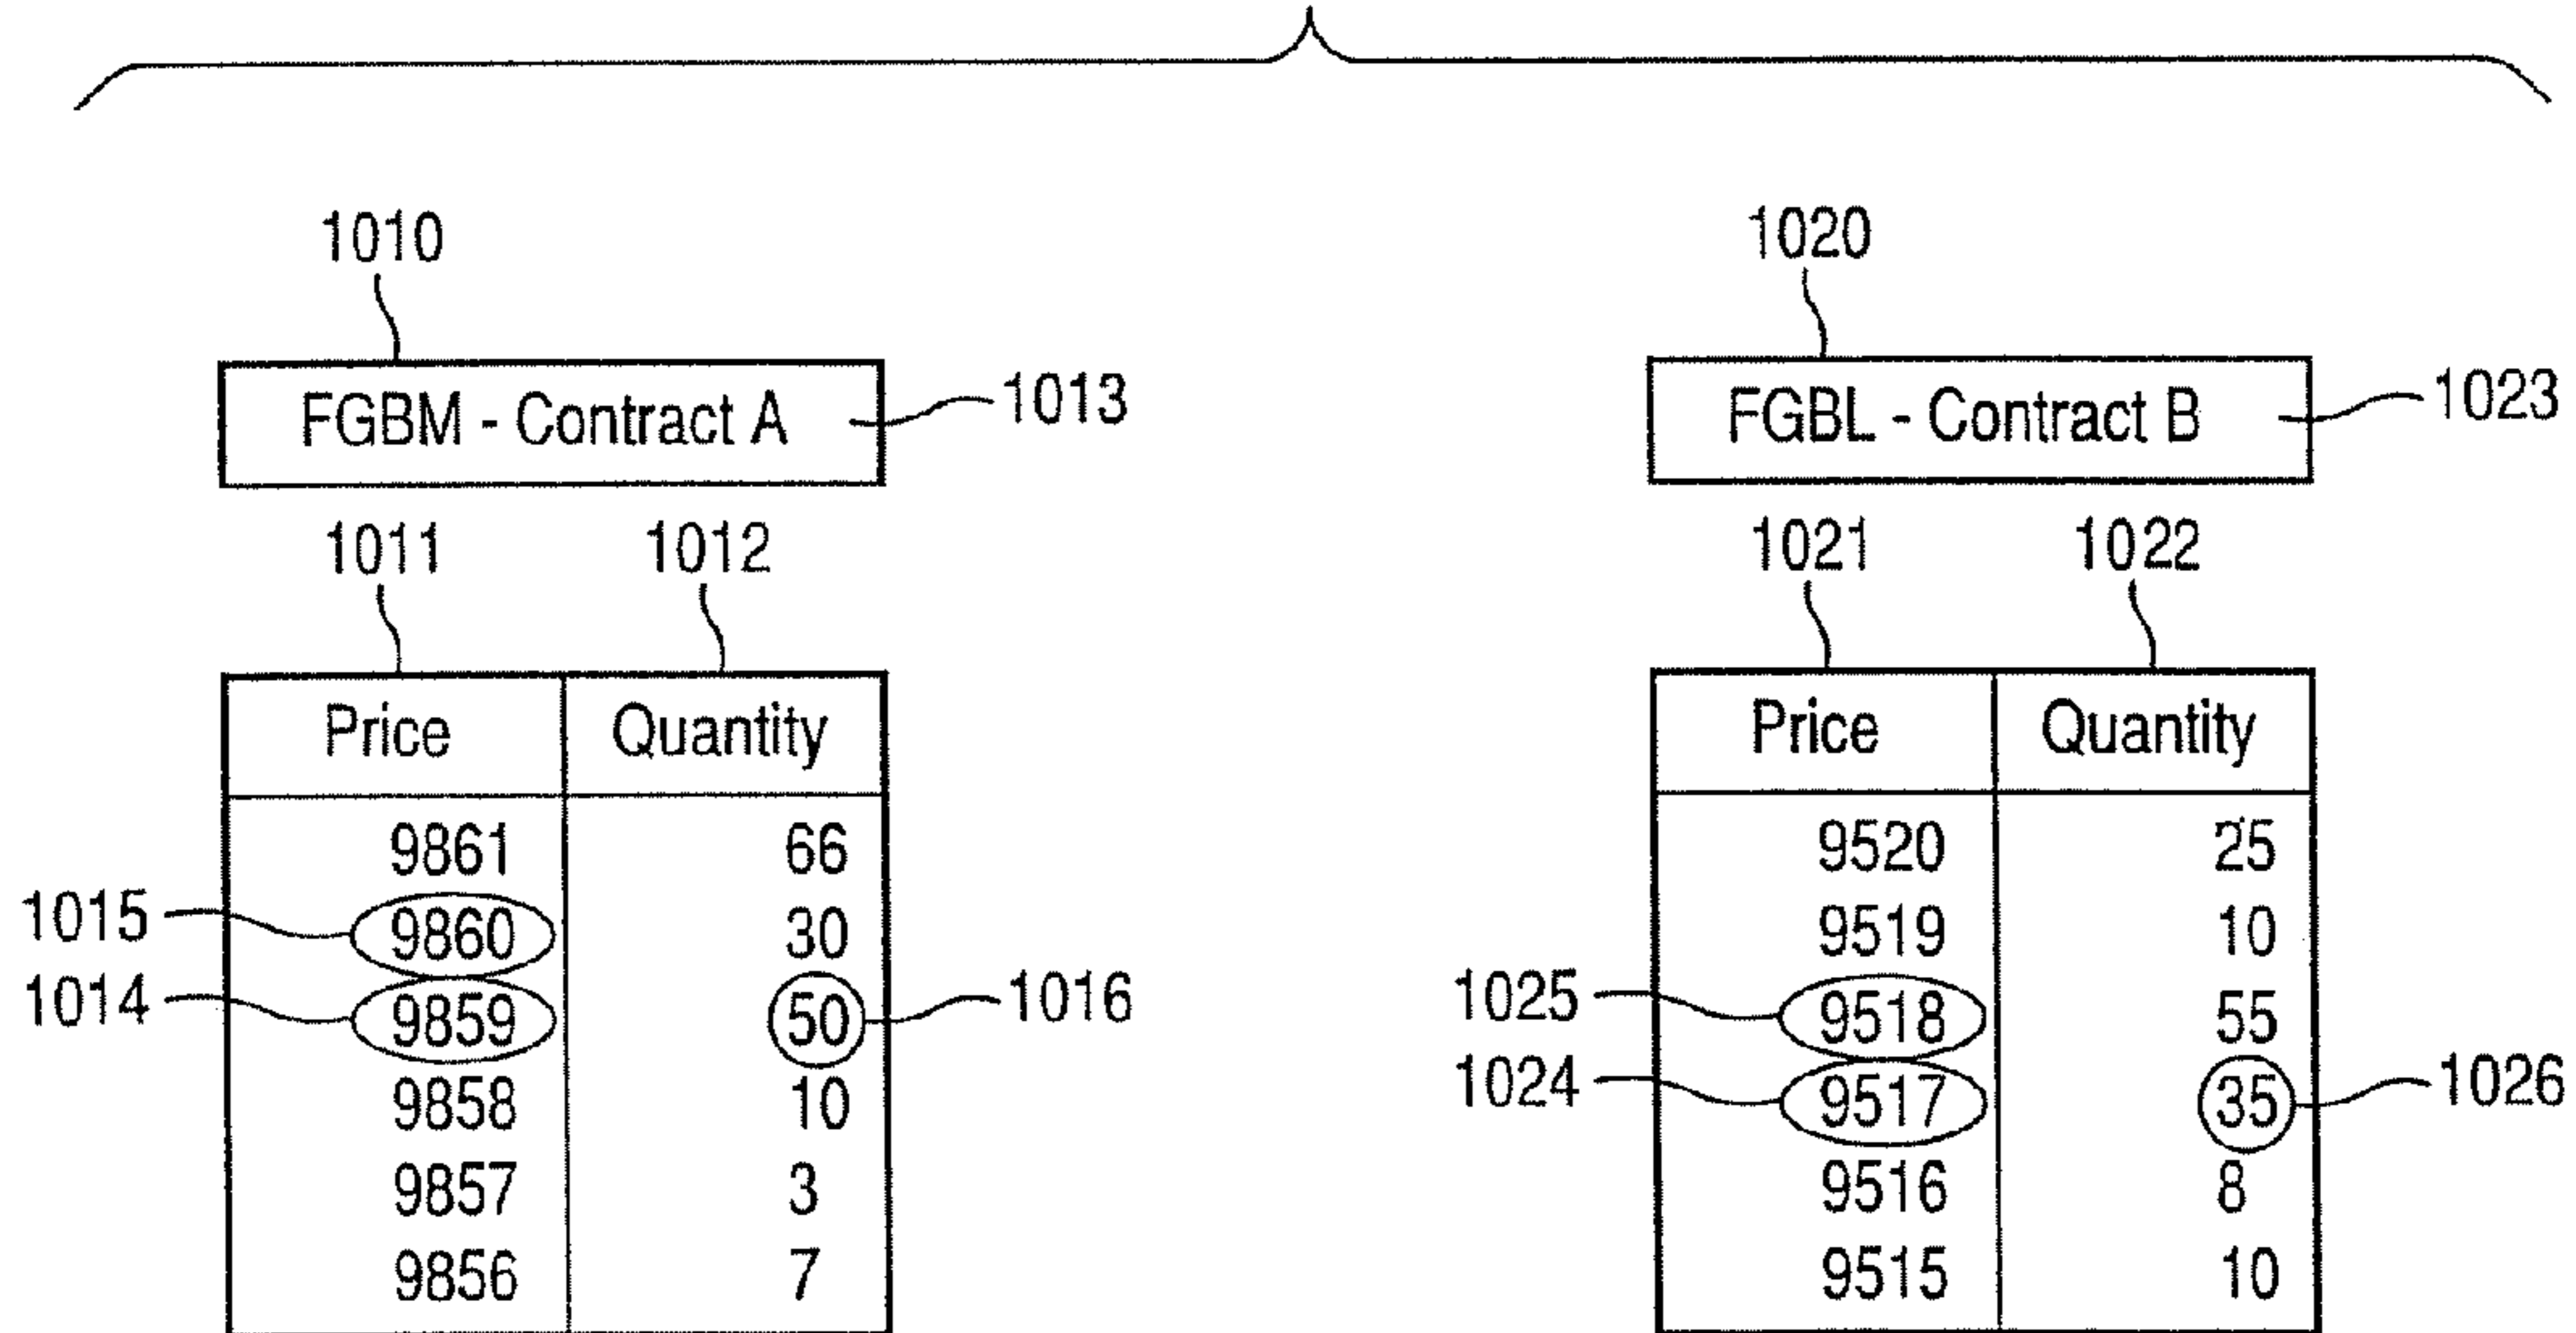 1010
1020
FGBM - Contract A
1013
FGBL - Contract B
1023
1011 1012
1021 1022
Price Quantity
9861 66
1015 9860 30
1014 9859 50 1016
9858 10
9857 3
9856 7
Price Quantity
9520 25
9519 10
1025 9518 55
1024 9517 35 1026
9516 8
9515 10